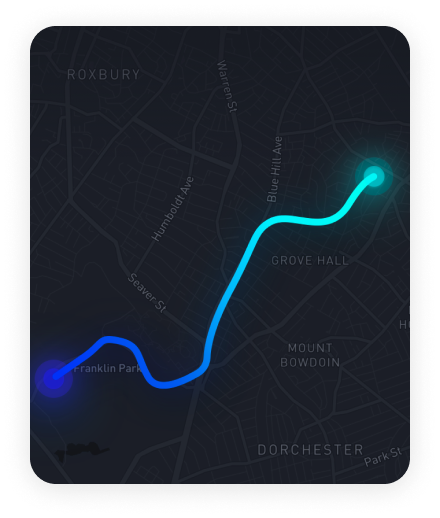 ROXBURY
Warren St
Blue Hill Ave
Humboldt Ave
GROVE HALL
Seaver St
MOUNT
BOWDOIN
Franklin Park
DORCHESTER
Park St